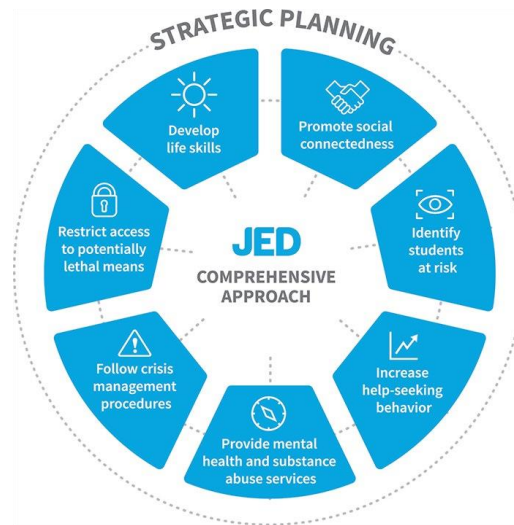 STRATEGIC PLANNING
Develop
life skills
Promote social
connectedness
Identify
students
at risk
Increase
help-seeking
behavior
Provide mental
health and substance
abuse services
Follow crisis
management
procedures
Restrict access
to potentially
lethal means
JED
COMPREHENSIVE
APPROACH